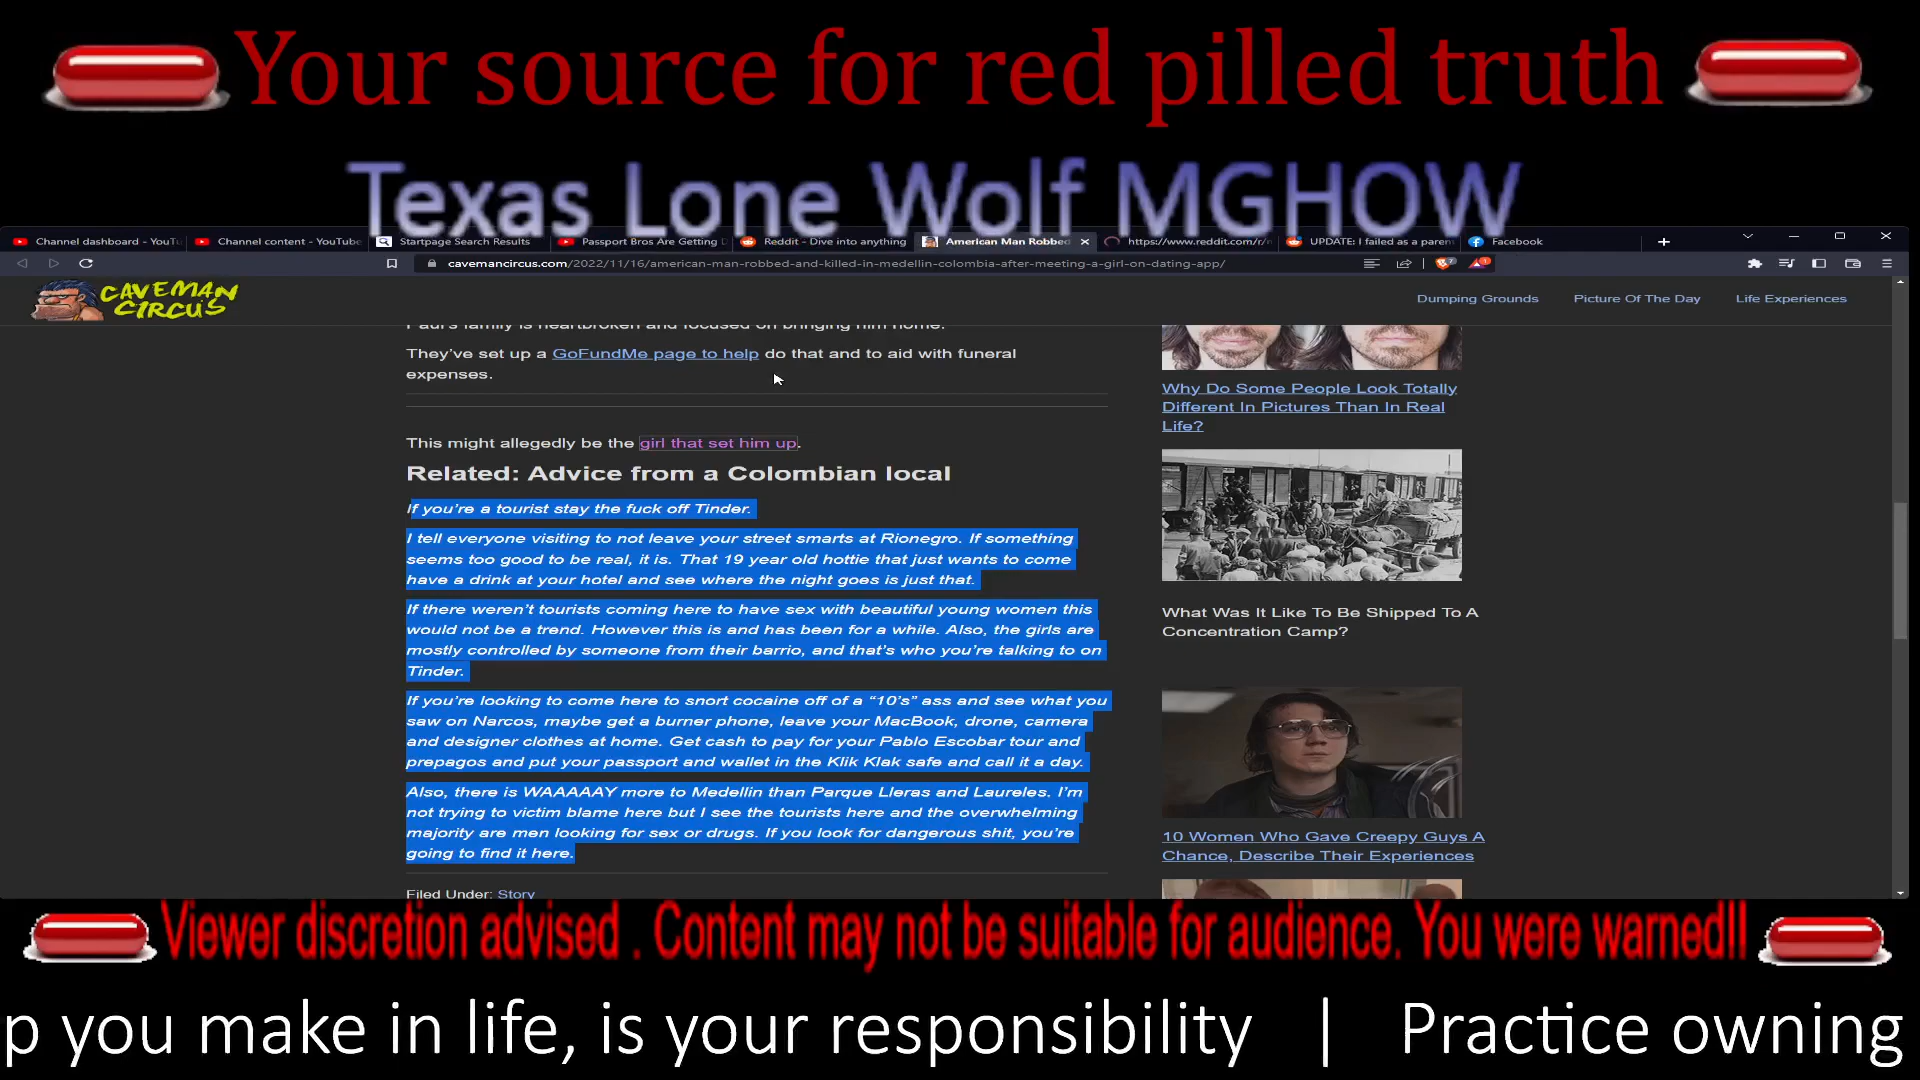 Your source for red pilled truth
Texas Lone Wolf MGHOW
Channel dashboard - YouTu
Channel content - YouTube
Startpage Search Results
Passport Bros Are Getting D
Reddit - Dive into anything
American Man Robbed
https://www.reddit.com/r/n
UPDATE: I failed as a paren
Facebook
cavemancircus.com/2022/11/16/american-man-robbed-and-killed-in-medellin-colombia-after-meeting-a-girl-on-dating-app/
CAVEMAN
CIRCUS
Dumping Grounds
Picture Of The Day
Life Experiences
Paul's family is heartbroken and focused on bringing him home.
They've set up a GoFundMe page to help do that and to aid with funeral
expenses.
This might allegedly be the girl that set him up.
Related: Advice from a Colombian local
If you're a tourist stay the fuck off Tinder.
I tell everyone visiting to not leave your street smarts at Rionegro. If something
seems too good to be real, it is. That 19 year old hottie that just wants to come
have a drink at your hotel and see where the night goes is just that.
If there weren't tourists coming here to have sex with beautiful young women this
would not be a trend. However this is and has been for a while. Also, the girls are
mostly controlled by someone from their barrio, and that's who you're talking to on
Tinder.
If you're looking to come here to snort cocaine off of a “10's” ass and see what you
saw on Narcos, maybe get a burner phone, leave your MacBook, drone, camera
and designer clothes at home. Get cash to pay for your Pablo Escobar tour and
prepagos and put your passport and wallet in the Klik Klak safe and call it a day.
Also, there is WAAAAAY more to Medellin than Parque Lleras and Laureles. I'm
not trying to victim blame here but I see the tourists here and the overwhelming
majority are men looking for sex or drugs. If you look for dangerous shit, you're
going to find it here.
Filed Under: Story
Why Do Some People Look Totally
Different In Pictures Than In Real
Life?
What Was It Like To Be Shipped To A
Concentration Camp?
10 Women Who Gave Creepy Guys A
Chance, Describe Their Experiences
Viewer discretion advised . Content may not be suitable for audience. You were warned!!
p you make in life, is your responsibility | Practice owning